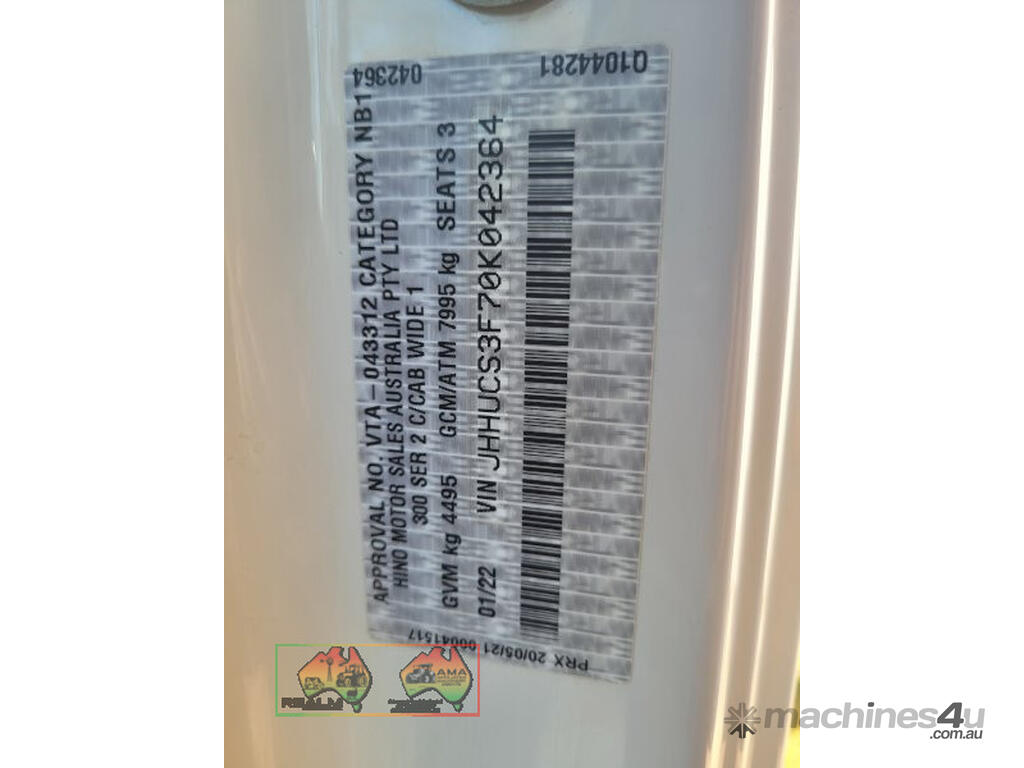 APPROVAL NO. VTA - 043312 CATEGORY NB1
HINO MOTOR SALES AUSTRALIA PTY LTD
300 SER 2 C/CAB WIDE 1
GVM kg 4495 GCM/ATM 7995 kg SEATS 3
01/22 VIN JHHUCS3F70K042364
042364
Q1044281
PRX 20/05/21 00041517
REALM
AMA
machines4u
.com.au